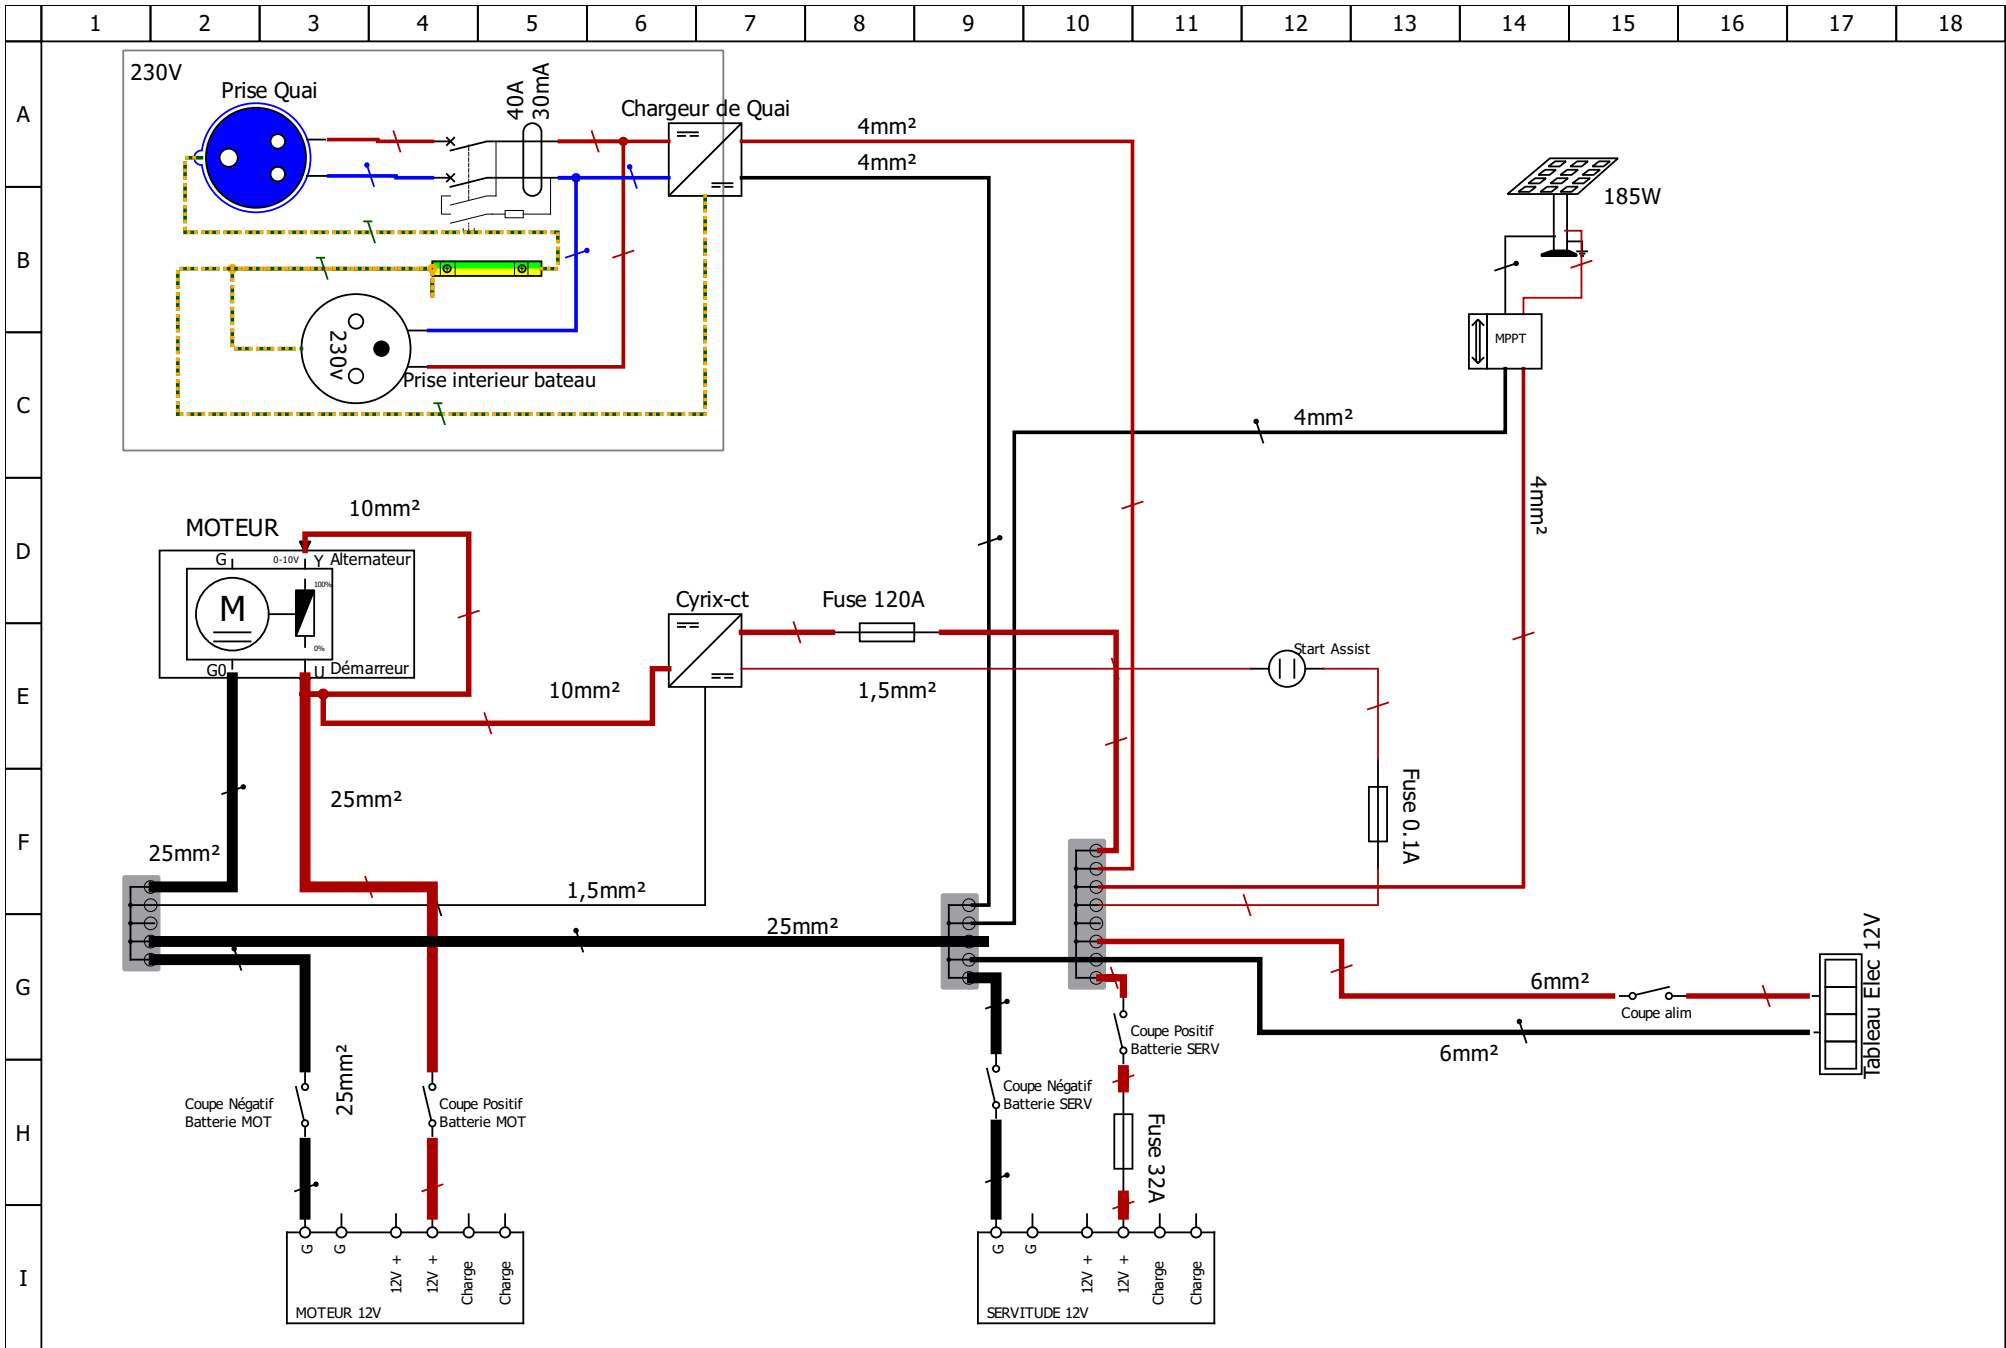 1 2 3 4 5 6 7 8 9 10 11 12 13 14 15 16 17 18
A
B
C
D
E
F
G
H
I
230V
Prise Quai
40A
30mA
Chargeur de Quai
4mm²
4mm²
185W
MPPT
230v
Prise interieur bateau
4mm²
4mm²
10mm²
MOTEUR
G
0-10V
Y
Alternateur
100%
M
0%
G0
U
Démarreur
Cyrix-ct
Fuse 120A
Start Assist
10mm²
1,5mm²
25mm²
Fuse 0.1A
25mm²
1,5mm²
25mm²
6mm²
Coupe alim
6mm²
Tableau Elec 12V
Coupe Positif
Batterie SERV
25mm²
Coupe Négatif
Batterie MOT
Coupe Positif
Batterie MOT
Coupe Négatif
Batterie SERV
Fuse 32A
G
G
12V +
12V +
Charge
Charge
MOTEUR 12V
G
G
12V +
12V +
Charge
Charge
SERVITUDE 12V